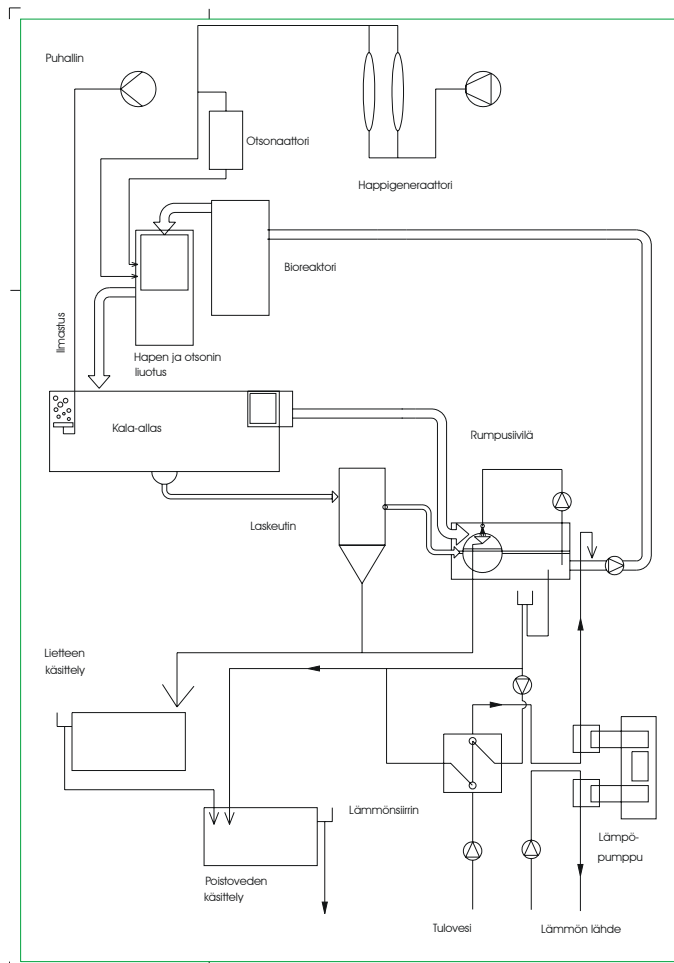 Puhallin
Otsonaattori
Happigeneraattori
Bioreaktori
Ilmastus
Hapen ja otsonin
liuotus
Kala-allas
Rumpusiivilä
Laskeutin
Lietteen
käsittely
Lämmönsiirrin
Lämpö-
pumppu
Poistoveden
käsittely
Tulovesi
Lämmön lähde